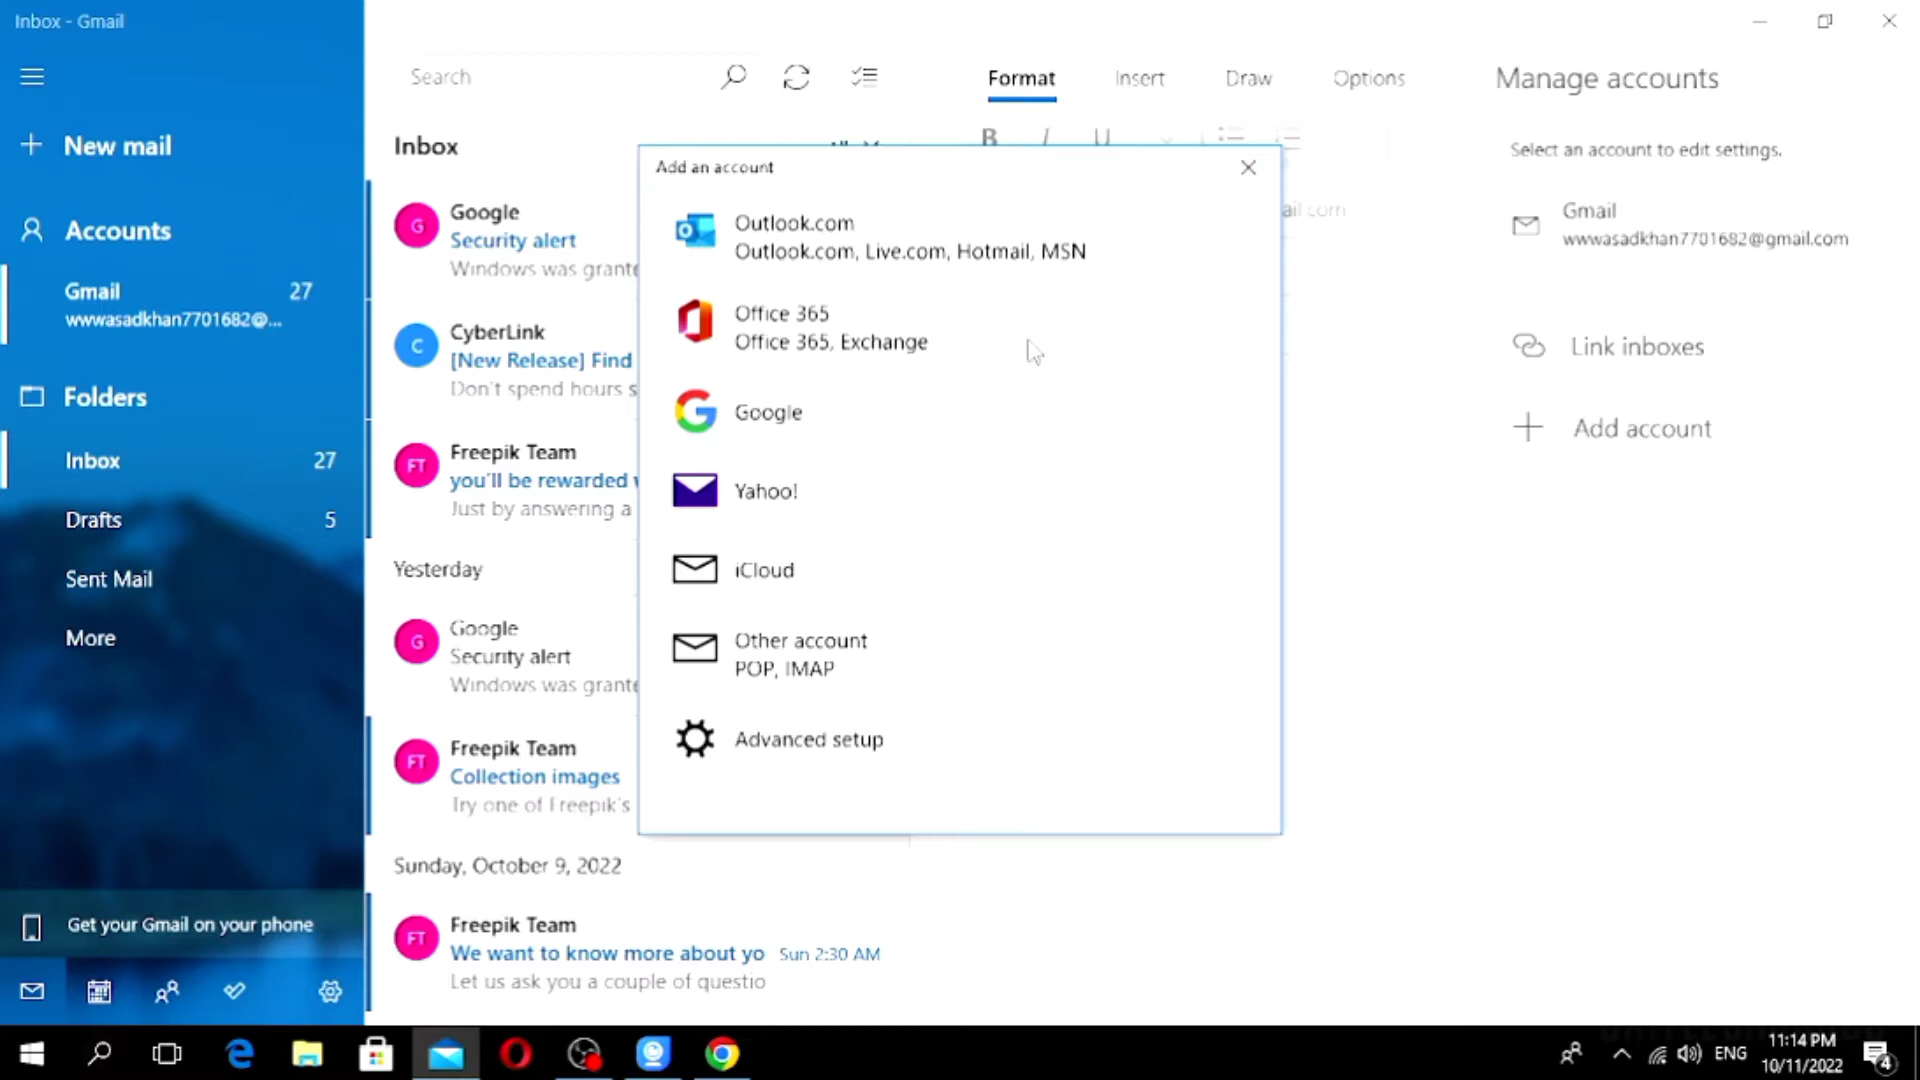 Inbox - Gmail
New mail
Accounts
Gmail 27
wwwasadkhan7701682@...
Folders
Inbox 27
Drafts 5
Sent Mail
More
Get your Gmail on your phone
Search
Inbox
G
Google
Security alert
Windows was grante
C
CyberLink
[New Release] Find
Don't spend hours s
FT
Freepik Team
you'll be rewarded
Just by answering a
Yesterday
G
Google
Security alert
Windows was grante
FT
Freepik Team
Collection images
Try one of Freepik's
Sunday, October 9, 2022
FT
Freepik Team
We want to know more about yo Sun 2:30 AM
Let us ask you a couple of questio
Format Insert Draw Options
B I U
ail.com
Add an account
Outlook.com
Outlook.com, Live.com, Hotmail, MSN
Office 365
Office 365, Exchange
Google
Yahoo!
iCloud
Other account
POP, IMAP
Advanced setup
Manage accounts
Select an account to edit settings.
Gmail
wwwasadkhan7701682@gmail.com
Link inboxes
Add account
ENG
11:14 PM
10/11/2022
4